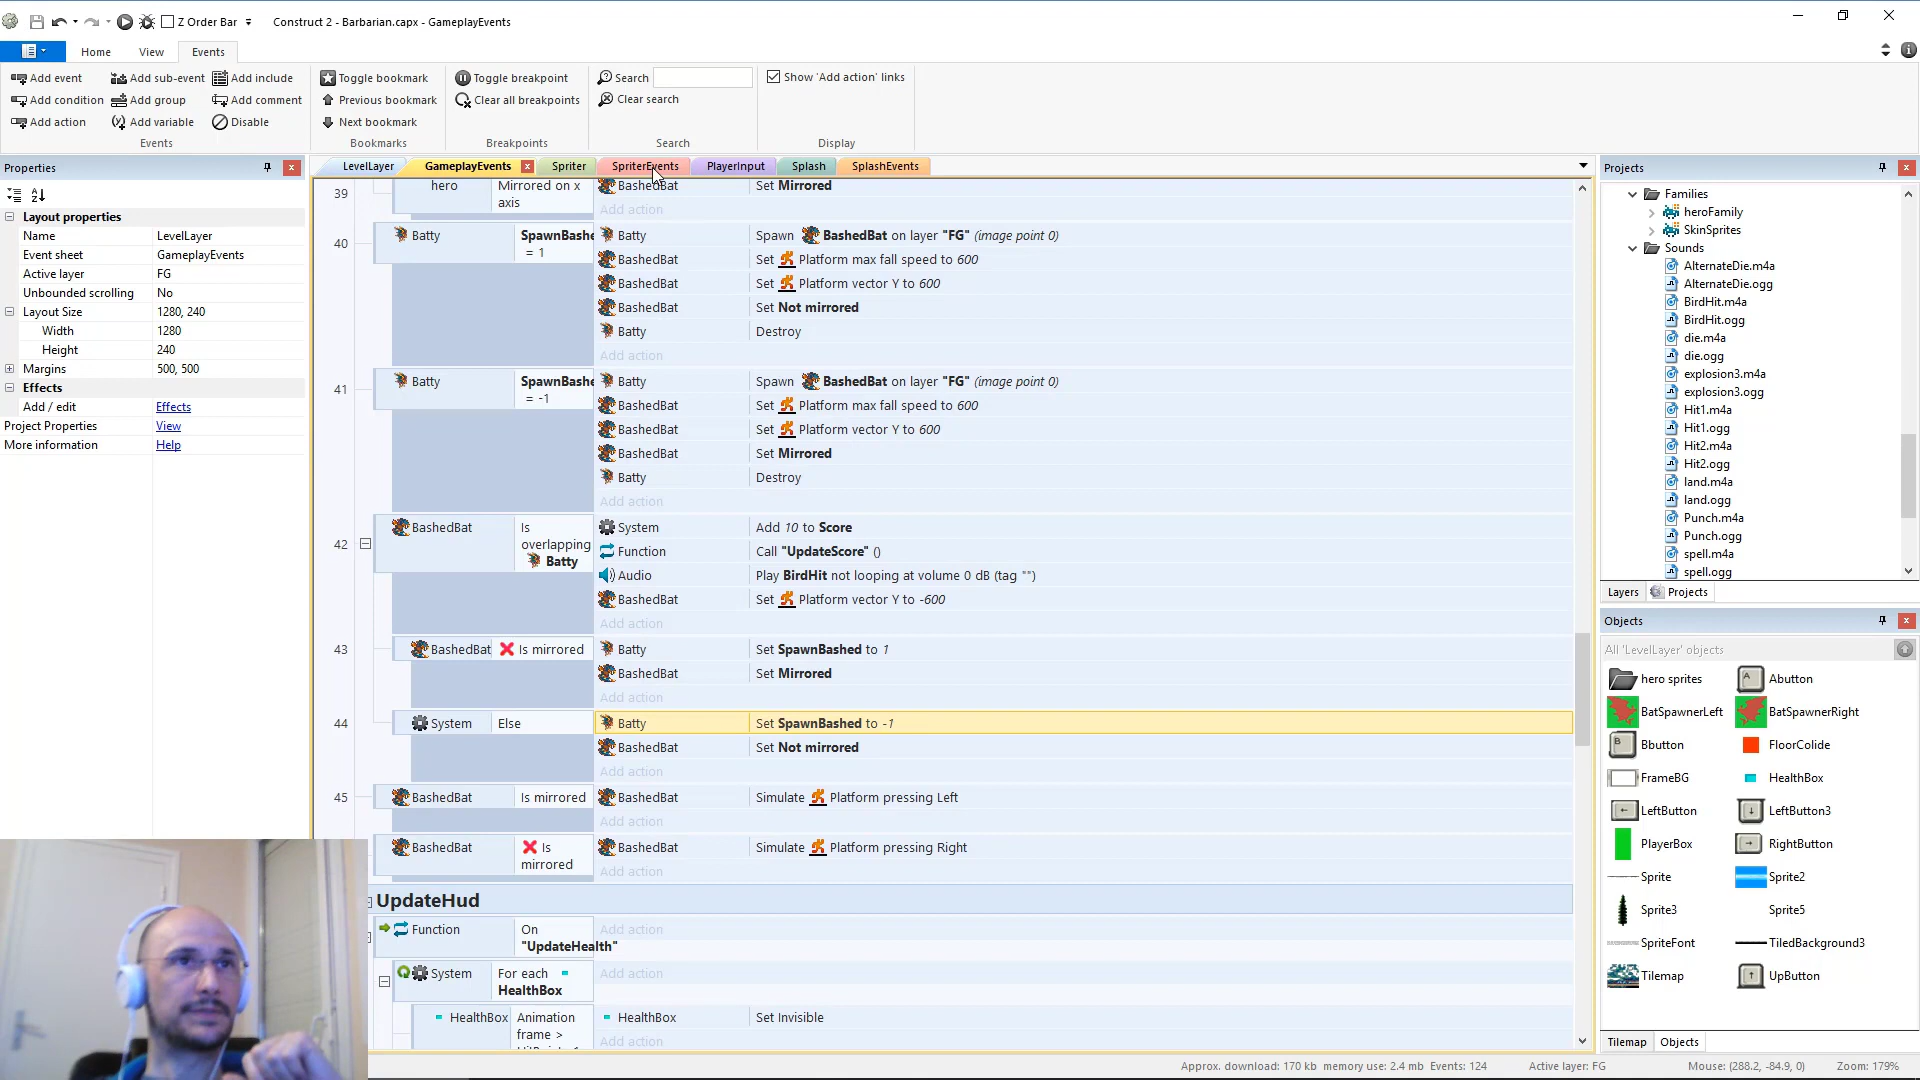 Z Order Bar
Construct 2 - Barbarian.capx - GameplayEvents
Home
View
Events
Add event
Add sub-event
Add include
Add condition
Add group
Add comment
Add action
Add variable
Disable
Events
Toggle bookmark
Previous bookmark
Next bookmark
Bookmarks
Toggle breakpoint
Clear all breakpoints
Breakpoints
Search
Clear search
Search
Show 'Add action' links
Display
Properties
Layout properties
Name LevelLayer
Event sheet GameplayEvents
Active layer FG
Unbounded scrolling No
Layout Size 1280, 240
Width 1280
Height 240
Margins 500, 500
Effects
Add / edit Effects
Project Properties View
More information Help
LevelLayer GameplayEvents Spriter SpriterEvents PlayerInput Splash SplashEvents
39 hero Mirrored on x axis BashedBat Set Mirrored
Add action
40 Batty SpawnBashe = 1 Batty Spawn BashedBat on layer "FG" (image point 0)
BashedBat Set Platform max fall speed to 600
BashedBat Set Platform vector Y to 600
BashedBat Set Not mirrored
Batty Destroy
Add action
41 Batty SpawnBashe = -1 Batty Spawn BashedBat on layer "FG" (image point 0)
BashedBat Set Platform max fall speed to 600
BashedBat Set Platform vector Y to 600
BashedBat Set Mirrored
Batty Destroy
Add action
42 BashedBat Is overlapping Batty System Add 10 to Score
Function Call "UpdateScore" ()
Audio Play BirdHit not looping at volume 0 dB (tag "")
BashedBat Set Platform vector Y to -600
Add action
43 BashedBat Is mirrored Batty Set SpawnBashed to 1
BashedBat Set Mirrored
Add action
44 System Else Batty Set SpawnBashed to -1
BashedBat Set Not mirrored
Add action
45 BashedBat Is mirrored BashedBat Simulate Platform pressing Left
Add action
BashedBat Is mirrored BashedBat Simulate Platform pressing Right
Add action
UpdateHud
Function On "UpdateHealth" Add action
System For each HealthBox Add action
HealthBox Animation frame > HealthBox Set Invisible
Add action
Projects
Families
heroFamily
SkinSprites
Sounds
AlternateDie.m4a
AlternateDie.ogg
BirdHit.m4a
BirdHit.ogg
die.m4a
die.ogg
explosion3.m4a
explosion3.ogg
Hit1.m4a
Hit1.ogg
Hit2.m4a
Hit2.ogg
land.m4a
land.ogg
Punch.m4a
Punch.ogg
spell.m4a
spell.ogg
Layers Projects
Objects
All 'LevelLayer' objects
hero sprites Abutton
BatSpawnerLeft BatSpawnerRight
Bbutton FloorColide
FrameBG HealthBox
LeftButton LeftButton3
PlayerBox RightButton
Sprite Sprite2
Sprite3 Sprite5
SpriteFont TiledBackground3
Tilemap UpButton
Tilemap Objects
Approx. download: 170 kb memory use: 2.4 mb Events: 124 Active layer: FG Mouse: (288.2, -84.9, 0) Zoom: 179%